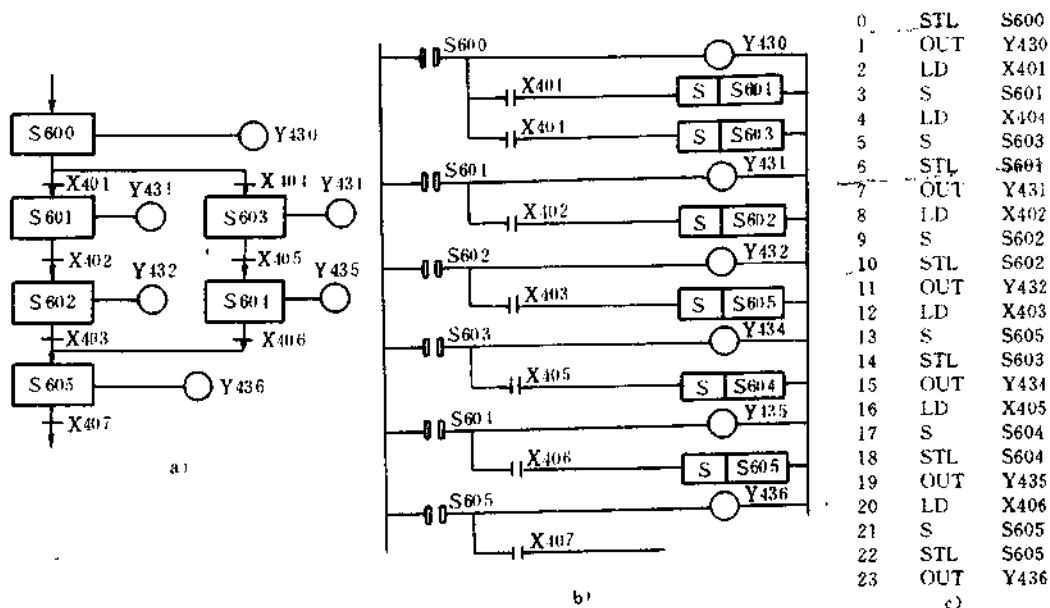 S600 Y430
X401 Y431 X404 Y434
S601 S603
X402 Y432 X405 Y435
S602 S604
X403 X406
S605 Y436
X407
a)
S600 Y430
X401 S S601
X404 S S603
S601 Y431
X402 S S602
S602 Y432
X403 S S605
S603 Y434
X405 S S604
S604 Y435
X406 S S605
S605 Y436
X407
b)
0 STL S600
1 OUT Y430
2 LD X401
3 S S601
4 LD X404
5 S S603
6 STL S601
7 OUT Y431
8 LD X402
9 S S602
10 STL S602
11 OUT Y432
12 LD X403
13 S S605
14 STL S603
15 OUT Y434
16 LD X405
17 S S604
18 STL S604
19 OUT Y435
20 LD X406
21 S S605
22 STL S605
23 OUT Y436
c)